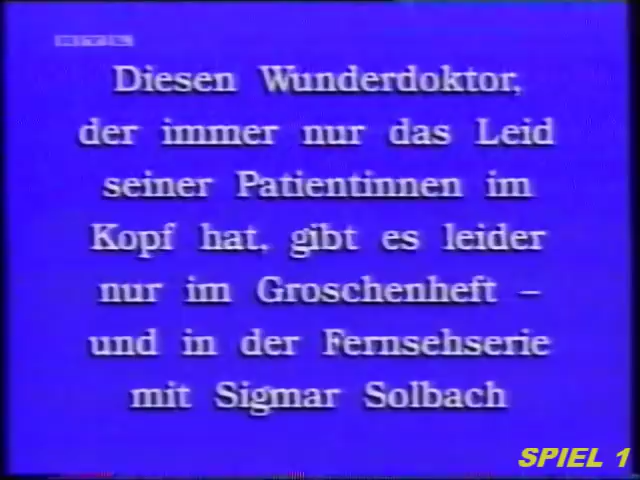 Diesen Wunderdoktor,
der immer nur das Leid
seiner Patientinnen im
Kopf hat, gibt es leider
nur im Groschenheft –
und in der Fernsehserie
mit Sigmar Solbach
SPIEL 1